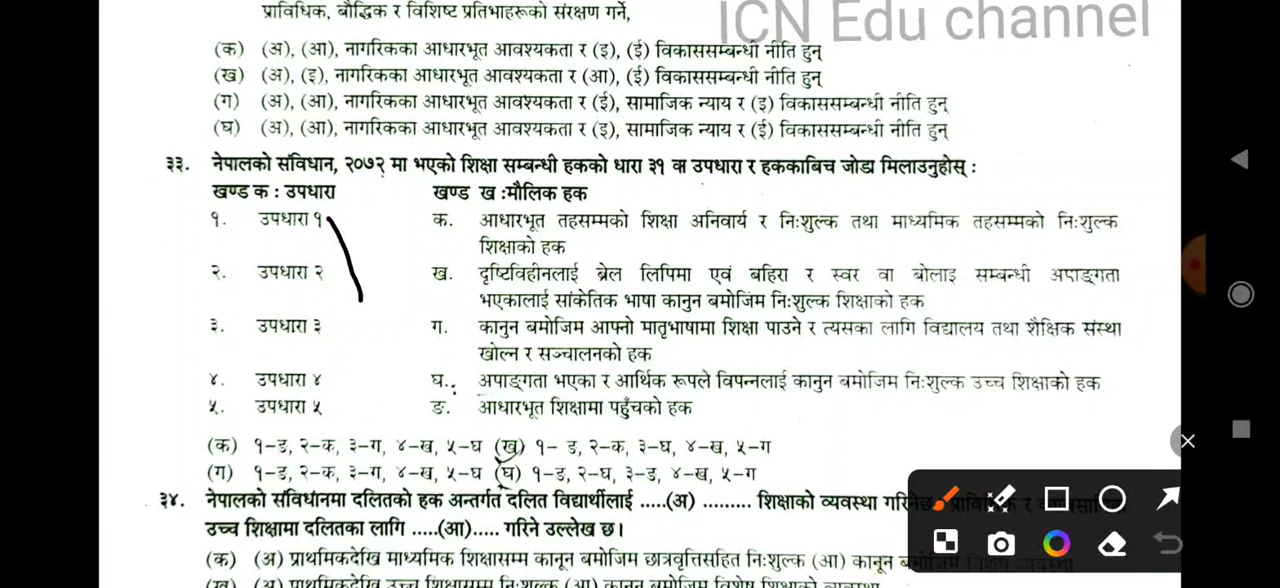 प्राविधिक, बौद्धिक र विशिष्ट प्रतिभाहरूको संरक्षण गर्ने,
ICN Edu channel
(क) (अ), (आ), नागरिकका आधारभूत आवश्यकता र (इ), (ई) विकाससम्बन्धी नीति हुन्
(ख) (अ), (इ), नागरिकका आधारभूत आवश्यकता र (आ), (ई) विकाससम्बन्धी नीति हुन्
(ग) (अ), (आ), नागरिकका आधारभूत आवश्यकता र (ई), सामाजिक न्याय र (इ) विकाससम्बन्धी नीति हुन्
(घ) (अ), (आ), नागरिकका आधारभूत आवश्यकता र (इ), सामाजिक न्याय र (ई) विकाससम्बन्धी नीति हुन्
३३. नेपालको संविधान, २०७२ मा भएको शिक्षा सम्बन्धी हकको धारा ३१ का उपधारा र हककाबिच जोडा मिलाउनुहोस् :
खण्ड क : उपधारा खण्ड ख :मौलिक हक
१. उपधारा १ क. आधारभूत तहसम्मको शिक्षा अनिवार्य र निःशुल्क तथा माध्यमिक तहसम्मको निःशुल्क
शिक्षाको हक
२. उपधारा २ ख. दृष्टिविहीनलाई ब्रेल लिपिमा एवं बहिरा र स्वर वा बोलाइ सम्बन्धी अपाङ्गता
भएकालाई सांकेतिक भाषा कानुन बमोजिम निःशुल्क शिक्षाको हक
३. उपधारा ३ ग. कानुन बमोजिम आफ्नो मातृभाषामा शिक्षा पाउने र त्यसका लागि विद्यालय तथा शैक्षिक संस्था
खोल्न र सञ्चालनको हक
४. उपधारा ४ घ. अपाङ्गता भएका र आर्थिक रूपले विपन्नलाई कानुन बमोजिम निःशुल्क उच्च शिक्षाको हक
५. उपधारा ५ ङ. आधारभूत शिक्षामा पहुँचको हक
(क) १-ड, २-क, ३-ग, ४-ख, ५-घ (ख) १- ड, २-क, ३-घ, ४-ख, ५-ग
(ग) १-ड, २-क, ३-ग, ४-ख, ५-घ (घ) १-ड, २-घ, ३-ड, ४-ख, ५-ग
३४. नेपालको संविधानमा दलितको हक अन्तर्गत दलित विद्यार्थीलाई .....(अ) ......... शिक्षाको व्यवस्था गरिनेछ
उच्च शिक्षामा दलितका लागि .....(आ)..... गरिने उल्लेख छ।
(क) (अ) प्राथमिकदेखि माध्यमिक शिक्षासम्म कानून बमोजिम छात्रवृत्तिसहित निःशुल्क (आ) कानून